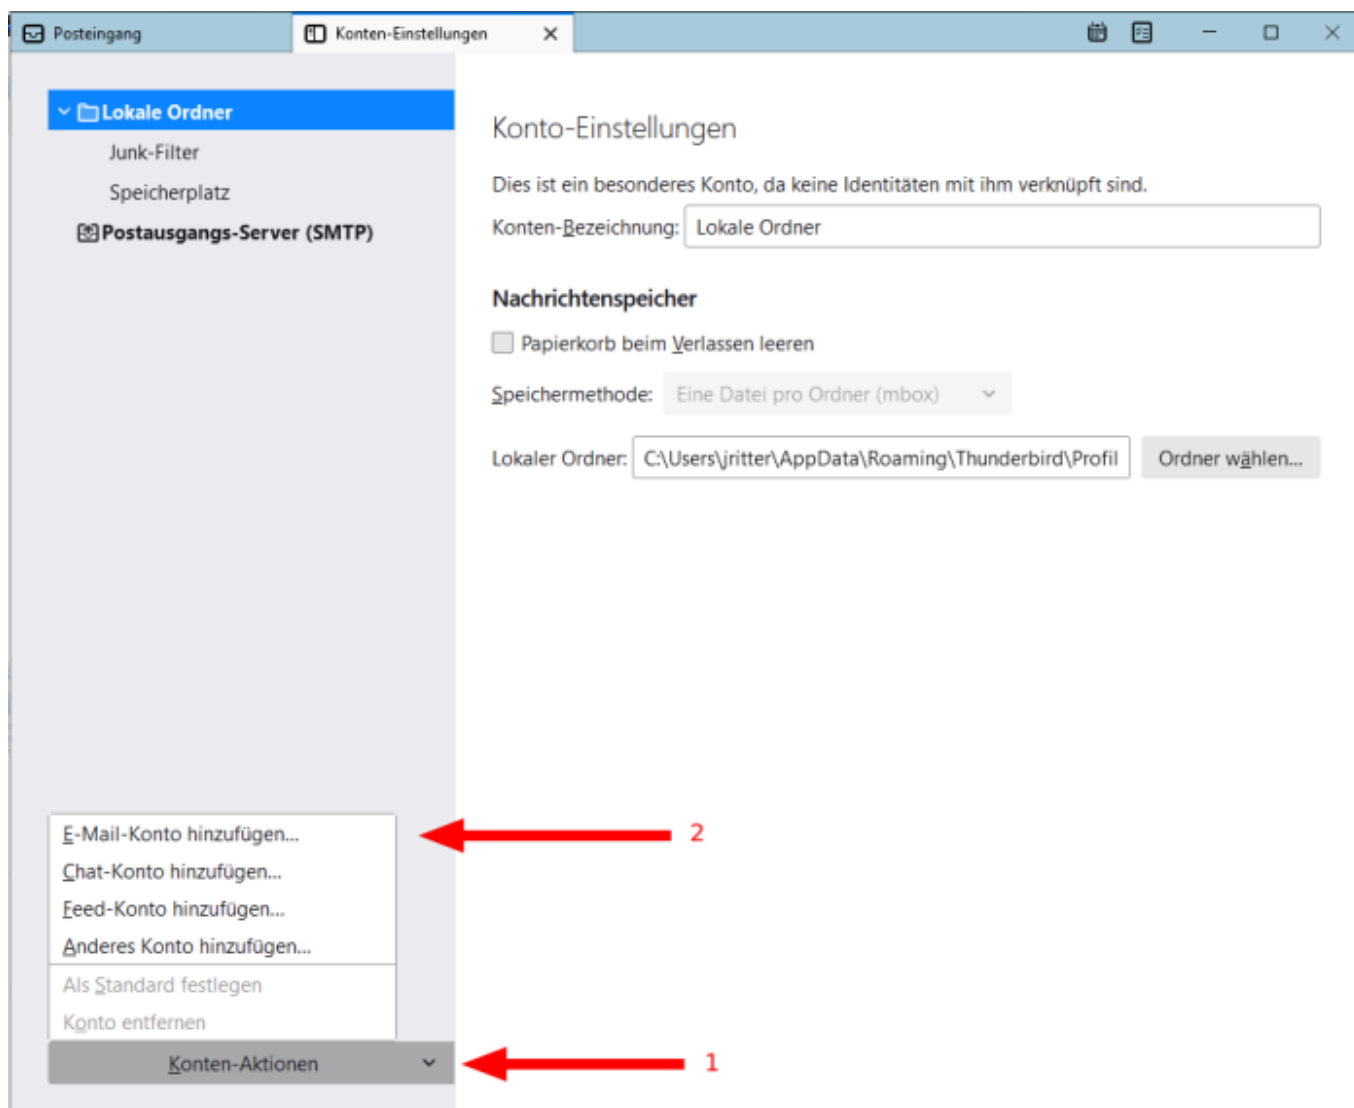 Posteingang
Konten-Einstellungen
Lokale Ordner
Junk-Filter
Speicherplatz
Postausgangs-Server (SMTP)
Konto-Einstellungen
Dies ist ein besonderes Konto, da keine Identitäten mit ihm verknüpft sind.
Konten-Bezeichnung: Lokale Ordner
Nachrichtenspeicher
Papierkorb beim Verlassen leeren
Speichermethode: Eine Datei pro Ordner (mbox)
Lokaler Ordner: C:\Users\jritter\AppData\Roaming\Thunderbird\Profil Ordner wählen...
E-Mail-Konto hinzufügen... 2
Chat-Konto hinzufügen...
Feed-Konto hinzufügen...
Anderes Konto hinzufügen...
Als Standard festlegen
Konto entfernen
Konten-Aktionen 1